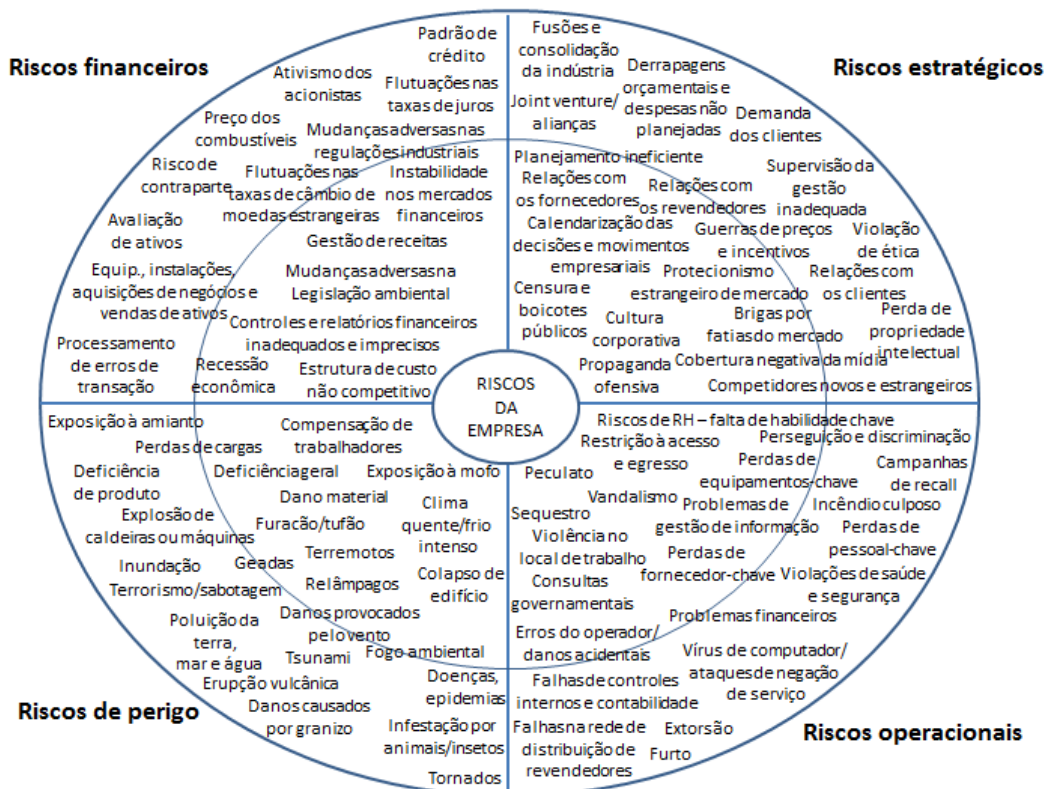 Riscos financeiros
Padrão de
crédito
Ativismo dos
acionistas
Flutuações nas
taxas de juros
Preço dos
combustíveis
Mudanças adversas nas
regulações industriais
Risco de
contraparte
Flutuações nas
taxas de câmbio de
moedas estrangeiras
Instabilidade
nos mercados
financeiros
Avaliação
de ativos
Gestão de receitas
Equip., instalações,
aquisições de negócios e
vendas de ativos
Mudanças adversas na
Legislação ambiental
Controles e relatórios financeiros
inadequados e imprecisos
Processamento
de erros de
transação
Recessão
econômica
Estrutura de custo
não competitivo
Riscos estratégicos
Fusões e
consolidação
da indústria
Derrapagens
orçamentais e
despesas não
planejadas
Joint venture/
alianças
Demanda
dos clientes
Planejamento ineficiente
Relações com
os fornecedores
Relações com
os revendedores
Supervisão da
gestão
inadequada
Calendarização das
decisões e movimentos
empresariais
Guerras de preços
e incentivos
Violação
de ética
Protecionismo
estrangeiro de mercado
Relações com
os clientes
Censura e
boicotes
públicos
Cultura
corporativa
Brigas por
fatias do mercado
Perda de
propriedade
intelectual
Propaganda
ofensiva
Cobertura negativa da mídia
Competidores novos e estrangeiros
RISCOS
DA
EMPRESA
Exposição à amianto
Compensação de
trabalhadores
Perdas de cargas
Deficiência
de produto
Deficiência geral
Exposição à mofo
Dano material
Clima
quente/frio
intenso
Explosão de
caldeiras ou máquinas
Furacão/tufão
Terremotos
Inundação
Geadas
Terrorismo/sabotagem
Relâmpagos
Colapso de
edifício
Poluição da
terra,
mar e água
Danos provocados
pelo vento
Tsunami
Fogo ambiental
Erupção vulcânica
Doenças,
epidemias
Danos causados
por granizo
Infestação por
animais/insetos
Tornados
Riscos de perigo
Riscos de RH – falta de habilidade chave
Restrição à acesso
e egresso
Perseguição e discriminação
Peculato
Perdas de
equipamentos-chave
Campanhas
de recall
Vandalismo
Sequestro
Problemas de
gestão de informação
Incêndio culposo
Violência no
local de trabalho
Perdas de
fornecedor-chave
Perdas de
pessoal-chave
Consultas
governamentais
Violações de saúde
e segurança
Problemas financeiros
Erros do operador/
danos acidentais
Vírus de computador/
ataques de negação
de serviço
Falhas de controles
internos e contabilidade
Falhas na rede de
distribuição de
revendedores
Extorsão
Furto
Riscos operacionais